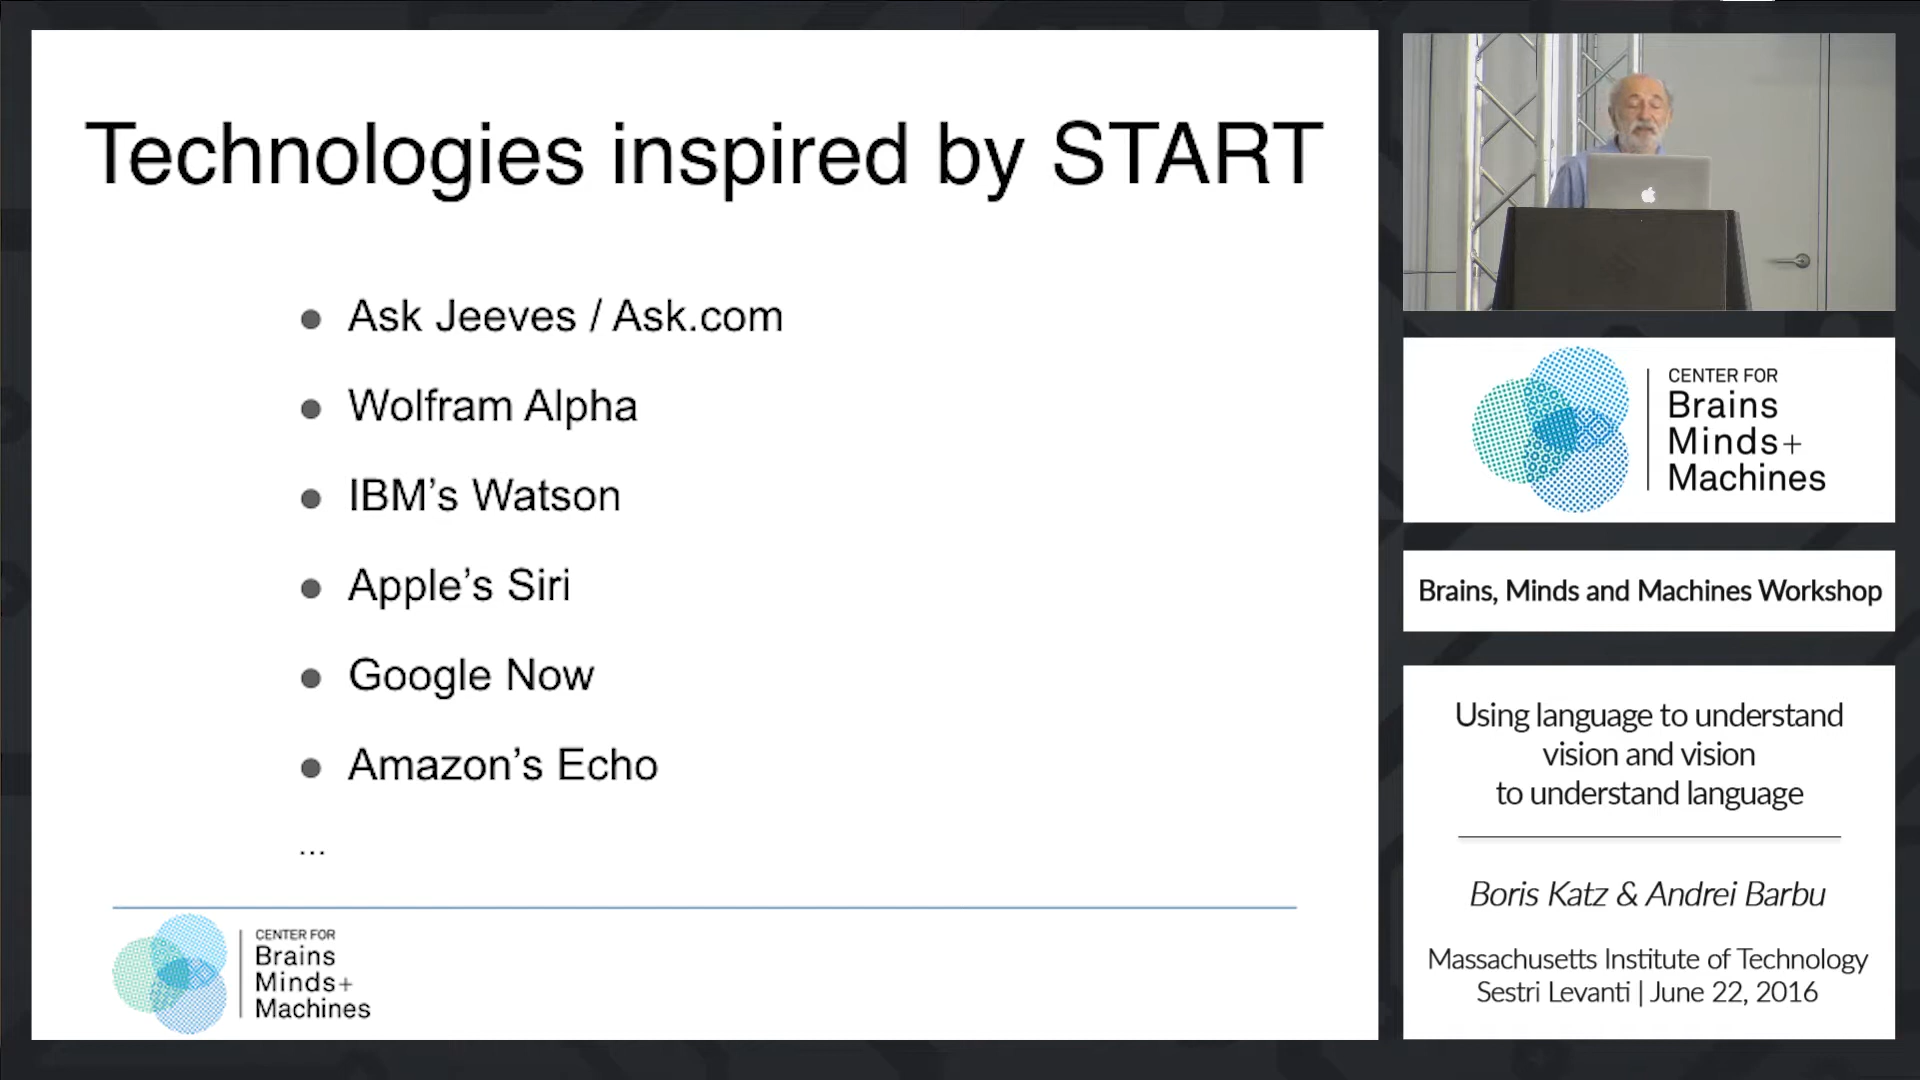 Technologies inspired by START
● Ask Jeeves / Ask.com
● Wolfram Alpha
● IBM’s Watson
● Apple’s Siri
● Google Now
● Amazon’s Echo
...
CENTER FOR
Brains
Minds+
Machines
CENTER FOR
Brains
Minds+
Machines
Brains, Minds and Machines Workshop
Using language to understand
vision and vision
to understand language
Boris Katz & Andrei Barbu
Massachusetts Institute of Technology
Sestri Levanti | June 22, 2016